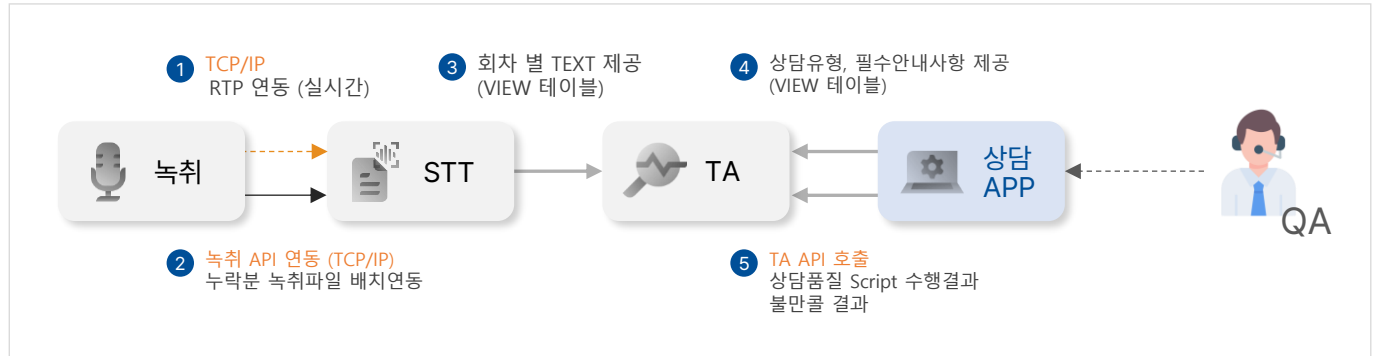 1
TCP/IP
RTP 연동 (실시간)
3
회차 별 TEXT 제공
(VIEW 테이블)
4
상담유형, 필수안내사항 제공
(VIEW 테이블)
녹취
STT
TA
상담
APP
QA
2
녹취 API 연동 (TCP/IP)
누락분 녹취파일 배치연동
5
TA API 호출
상담품질 Script 수행결과
불만콜 결과